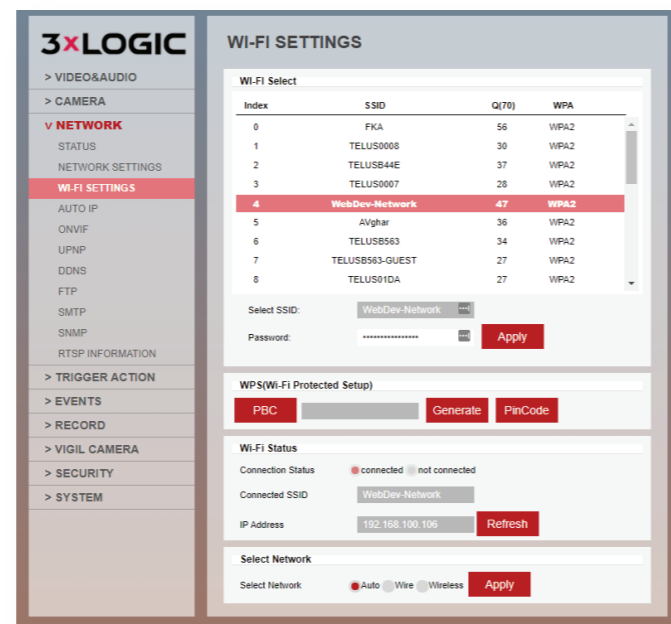 3xLOGIC
> VIDEO&AUDIO
> CAMERA
v NETWORK
STATUS
NETWORK SETTINGS
WI-FI SETTINGS
AUTO IP
ONVIF
UPNP
DDNS
FTP
SMTP
SNMP
RTSP INFORMATION
> TRIGGER ACTION
> EVENTS
> RECORD
> VIGIL CAMERA
> SECURITY
> SYSTEM
WI-FI SETTINGS
WI-FI Select
Index SSID Q(70) WPA
0 FKA 56 WPA2
1 TELUS0008 30 WPA2
2 TELUSB44E 37 WPA2
3 TELUS0007 28 WPA2
4 WebDev-Network 47 WPA2
5 AVghar 36 WPA2
6 TELUSB563 34 WPA2
7 TELUSB563-GUEST 27 WPA2
8 TELUS01DA 27 WPA2
Select SSID: WebDev-Network
Password: •••••••••••••••• Apply
WPS(Wi-Fi Protected Setup)
PBC Generate PinCode
Wi-Fi Status
Connection Status connected not connected
Connected SSID WebDev-Network
IP Address 192.168.100.106 Refresh
Select Network
Select Network Auto Wire Wireless Apply